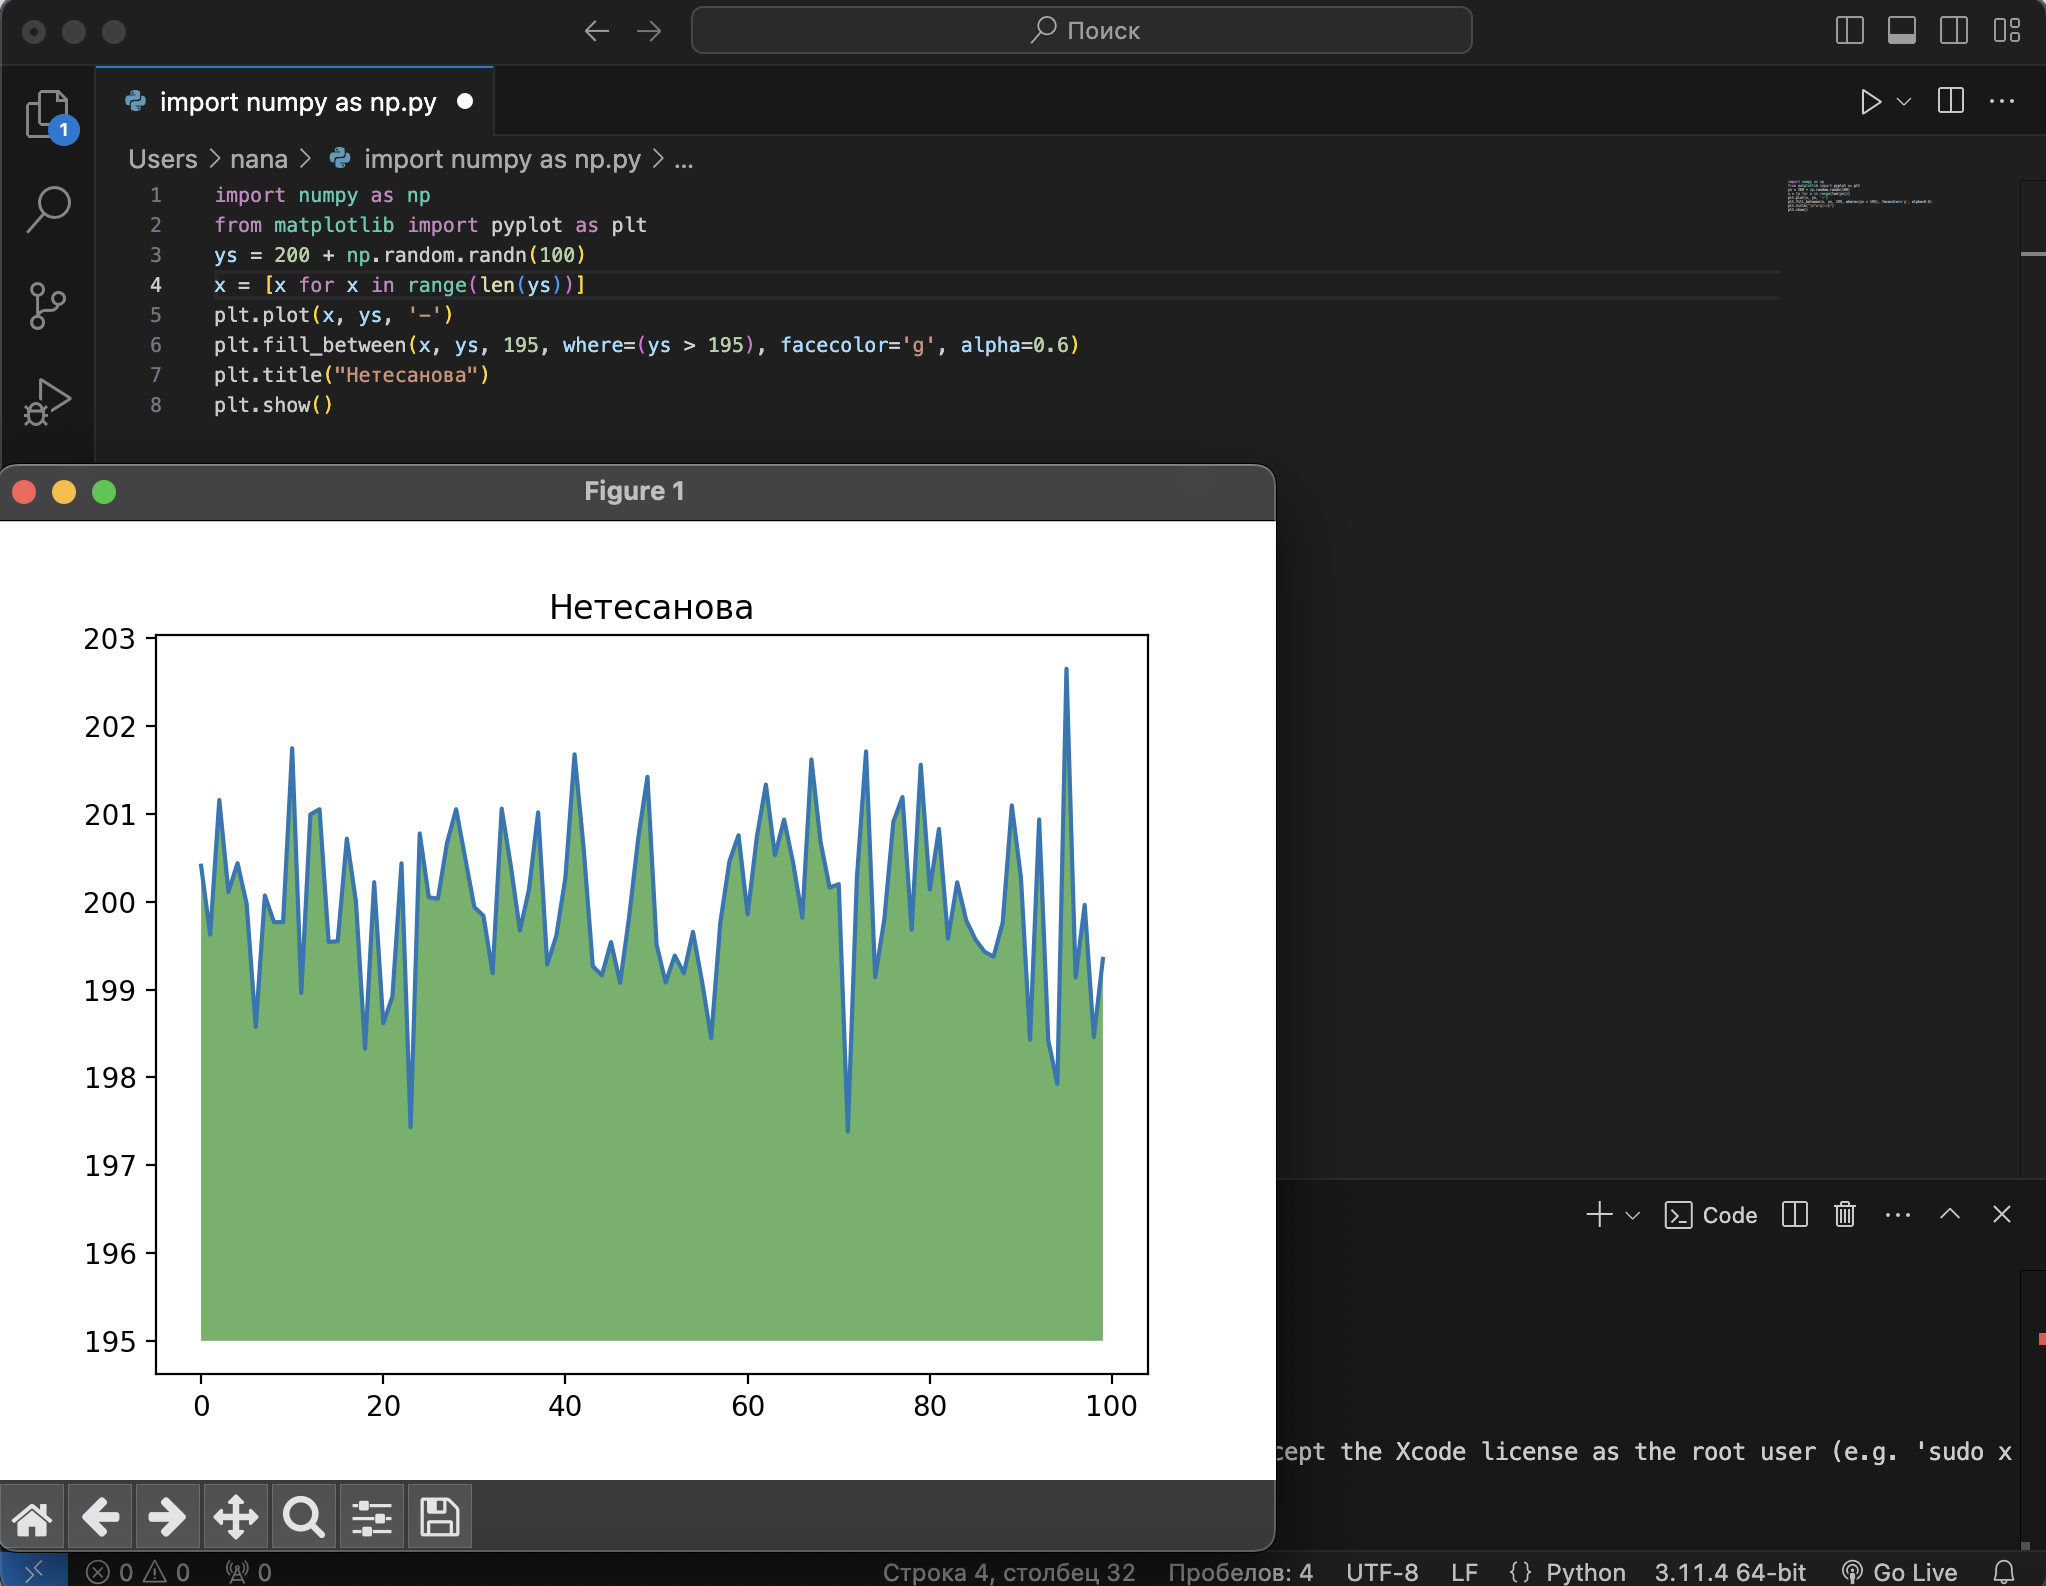 Поиск
import numpy as np.py
1
Users > nana > import numpy as np.py > ...
1 import numpy as np
2 from matplotlib import pyplot as plt
3 ys = 200 + np.random.randn(100)
4 x = [x for x in range(len(ys))]
5 plt.plot(x, ys, '-')
6 plt.fill_between(x, ys, 195, where=(ys > 195), facecolor='g', alpha=0.6)
7 plt.title("Нетесанова")
8 plt.show()
Figure 1
Нетесанова
203
202
201
200
199
198
197
196
195
0 20 40 60 80 100
Code
cept the Xcode license as the root user (e.g. 'sudo x
0 0 0 Строка 4, столбец 32 Пробелов: 4 UTF-8 LF {} Python 3.11.4 64-bit Go Live